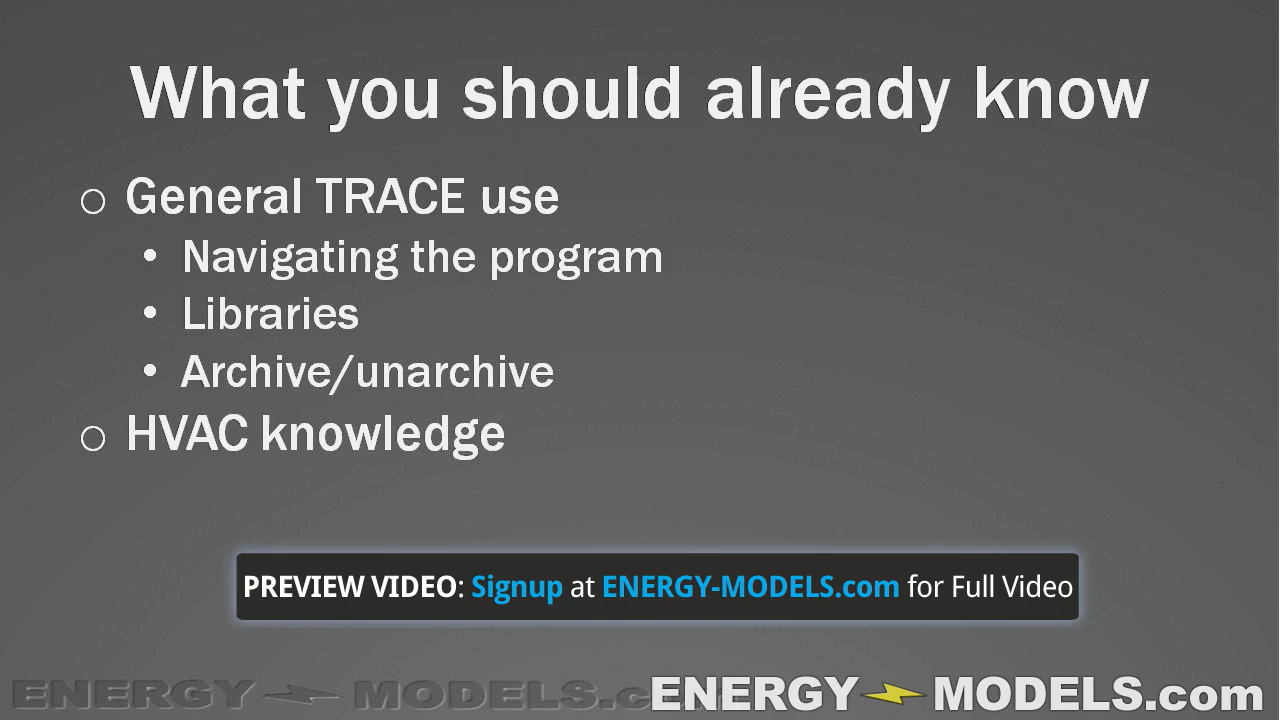 What you should already know
General TRACE use
Navigating the program
Libraries
Archive/unarchive
HVAC knowledge
PREVIEW VIDEO: Signup at ENERGY-MODELS.com for Full Video
ENERGY MODELS.c
ENERGY MODELS.com